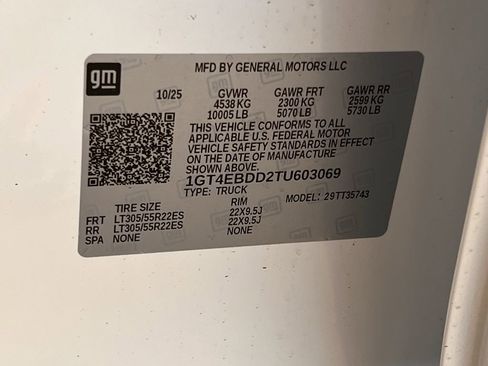 gm
MFD BY GENERAL MOTORS LLC
10/25 GVWR GAWR FRT GAWR RR
4538 KG 2300 KG 2599 KG
10005 LB 5070 LB 5730 LB
THIS VEHICLE CONFORMS TO ALL
APPLICABLE U.S. FEDERAL MOTOR
VEHICLE SAFETY STANDARDS IN EFFECT
ON THE DATE OF MANUFACTURE
SHOWN ABOVE.
1GT4EBDD2TU603069
TYPE: TRUCK MODEL: 29TT35743
TIRE SIZE RIM
FRT LT305/55R22ES 22X9.5J
RR LT305/55R22ES 22X9.5J
SPA NONE NONE